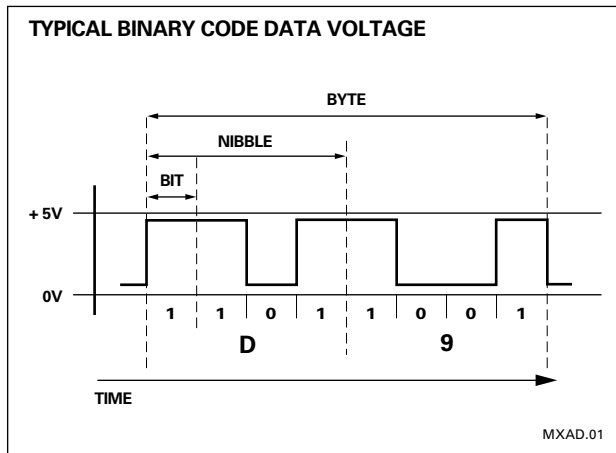 TYPICAL BINARY CODE DATA VOLTAGE
BYTE
NIBBLE
BIT
+ 5V
0V
1 1 0 1 1 0 0 1
D 9
TIME
MXAD.01